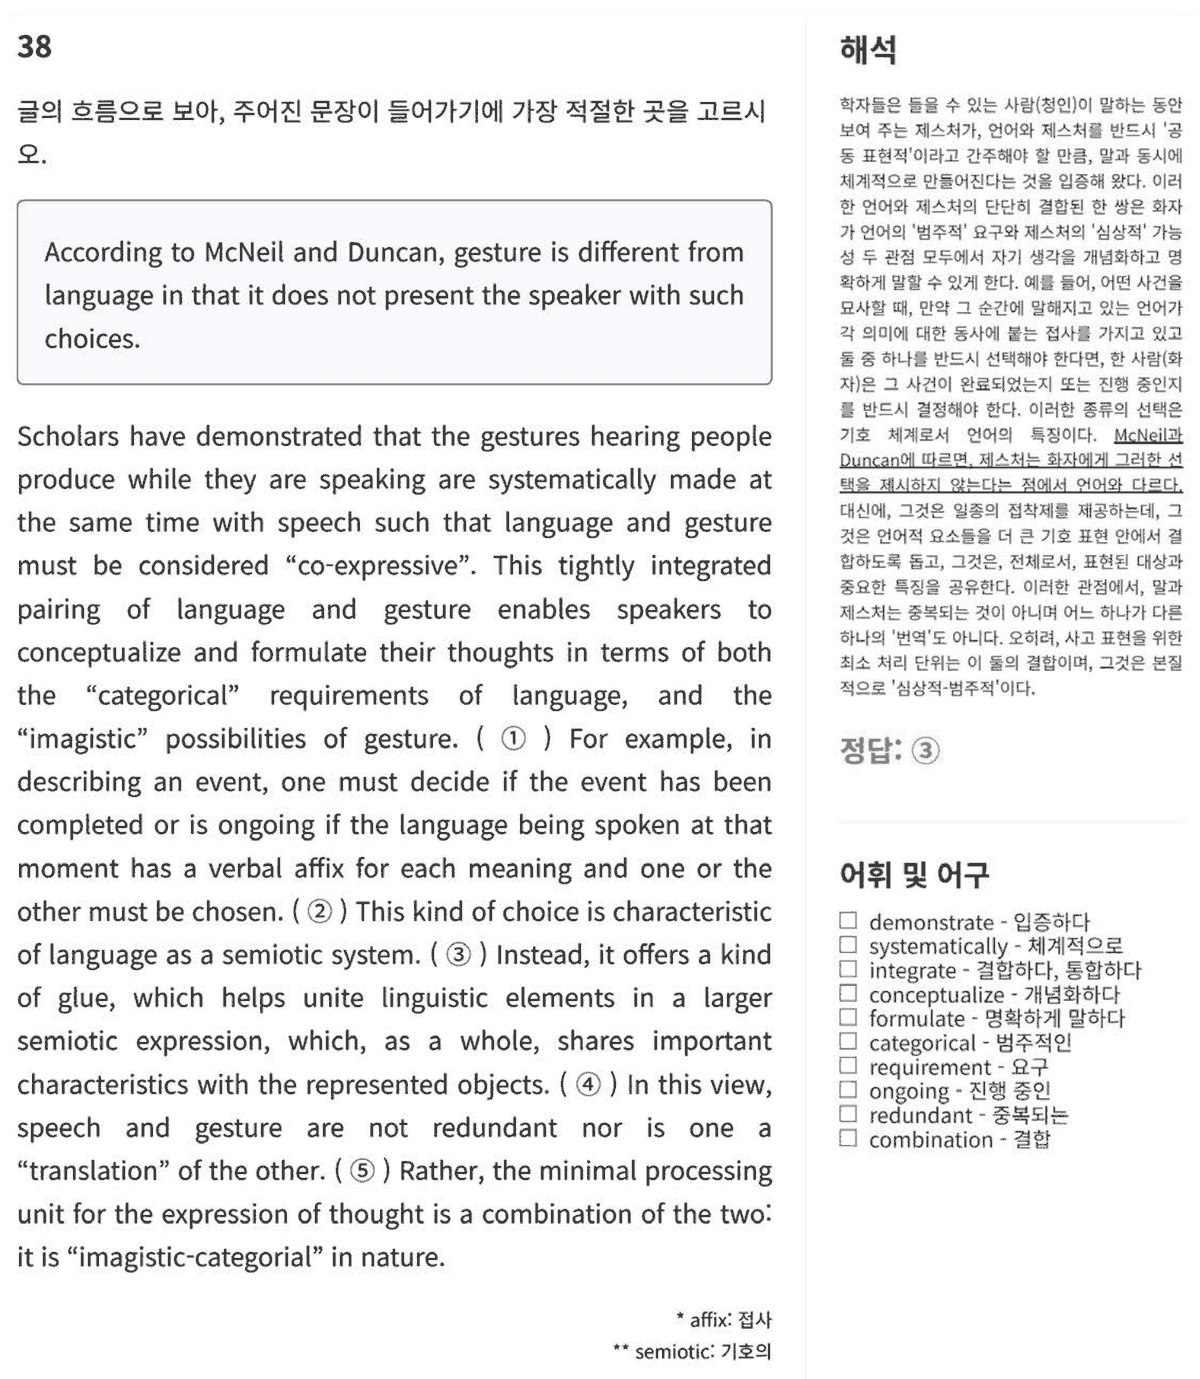 38
글의 흐름으로 보아, 주어진 문장이 들어가기에 가장 적절한 곳을 고르시
오.
According to McNeil and Duncan, gesture is different from
language in that it does not present the speaker with such
choices.
Scholars have demonstrated that the gestures hearing people
produce while they are speaking are systematically made at
the same time with speech such that language and gesture
must be considered “co-expressive”. This tightly integrated
pairing of language and gesture enables speakers to
conceptualize and formulate their thoughts in terms of both
the “categorical” requirements of language, and the
“imagistic” possibilities of gesture. ( ① ) For example, in
describing an event, one must decide if the event has been
completed or is ongoing if the language being spoken at that
moment has a verbal affix for each meaning and one or the
other must be chosen. ( ② ) This kind of choice is characteristic
of language as a semiotic system. ( ③ ) Instead, it offers a kind
of glue, which helps unite linguistic elements in a larger
semiotic expression, which, as a whole, shares important
characteristics with the represented objects. ( ④ ) In this view,
speech and gesture are not redundant nor is one a
“translation” of the other. ( ⑤ ) Rather, the minimal processing
unit for the expression of thought is a combination of the two:
it is “imagistic-categorial” in nature.
* affix: 접사
** semiotic: 기호의
해석
학자들은 들을 수 있는 사람(청인)이 말하는 동안
보여 주는 제스처가, 언어와 제스처를 반드시 '공
동 표현적'이라고 간주해야 할 만큼, 말과 동시에
체계적으로 만들어진다는 것을 입증해 왔다. 이러
한 언어와 제스처의 단단히 결합된 한 쌍은 화자
가 언어의 '범주적' 요구와 제스처의 '심상적' 가능
성 두 관점 모두에서 자기 생각을 개념화하고 명
확하게 말할 수 있게 한다. 예를 들어, 어떤 사건을
묘사할 때, 만약 그 순간에 말해지고 있는 언어가
각 의미에 대한 동사에 붙는 접사를 가지고 있고
둘 중 하나를 반드시 선택해야 한다면, 한 사람(화
자)은 그 사건이 완료되었는지 또는 진행 중인지
를 반드시 결정해야 한다. 이러한 종류의 선택은
기호 체계로서 언어의 특징이다. McNeil과
Duncan에 따르면, 제스처는 화자에게 그러한 선
택을 제시하지 않는다는 점에서 언어와 다르다.
대신에, 그것은 일종의 접착제를 제공하는데, 그
것은 언어적 요소들을 더 큰 기호 표현 안에서 결
합하도록 돕고, 그것은, 전체로서, 표현된 대상과
중요한 특징을 공유한다. 이러한 관점에서, 말과
제스처는 중복되는 것이 아니며 어느 하나가 다른
하나의 '번역'도 아니다. 오히려, 사고 표현을 위한
최소 처리 단위는 이 둘의 결합이며, 그것은 본질
적으로 '심상적-범주적'이다.
정답: ③
어휘 및 어구
□ demonstrate - 입증하다
□ systematically - 체계적으로
□ integrate - 결합하다, 통합하다
□ conceptualize - 개념화하다
□ formulate - 명확하게 말하다
□ categorical - 범주적인
□ requirement - 요구
□ ongoing - 진행 중인
□ redundant - 중복되는
□ combination - 결합